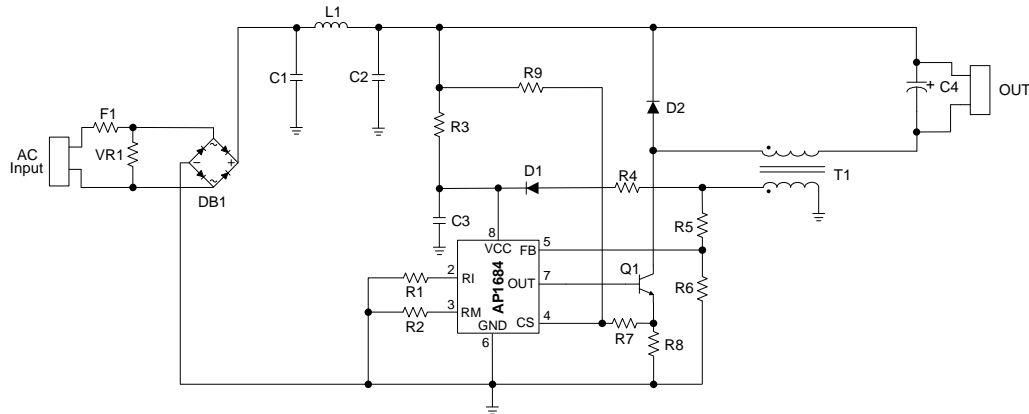 L1
C1
C2
R9
C4
+
OUT
F1
R3
D2
AC
Input
VR1
~
-
+
~
DB1
D1
R4
T1
C3
R5
8
VCC
5
FB
AP1684
2
RI
R1
7
OUT
Q1
R6
3
RM
R2
4
CS
R7
GND
6
R8